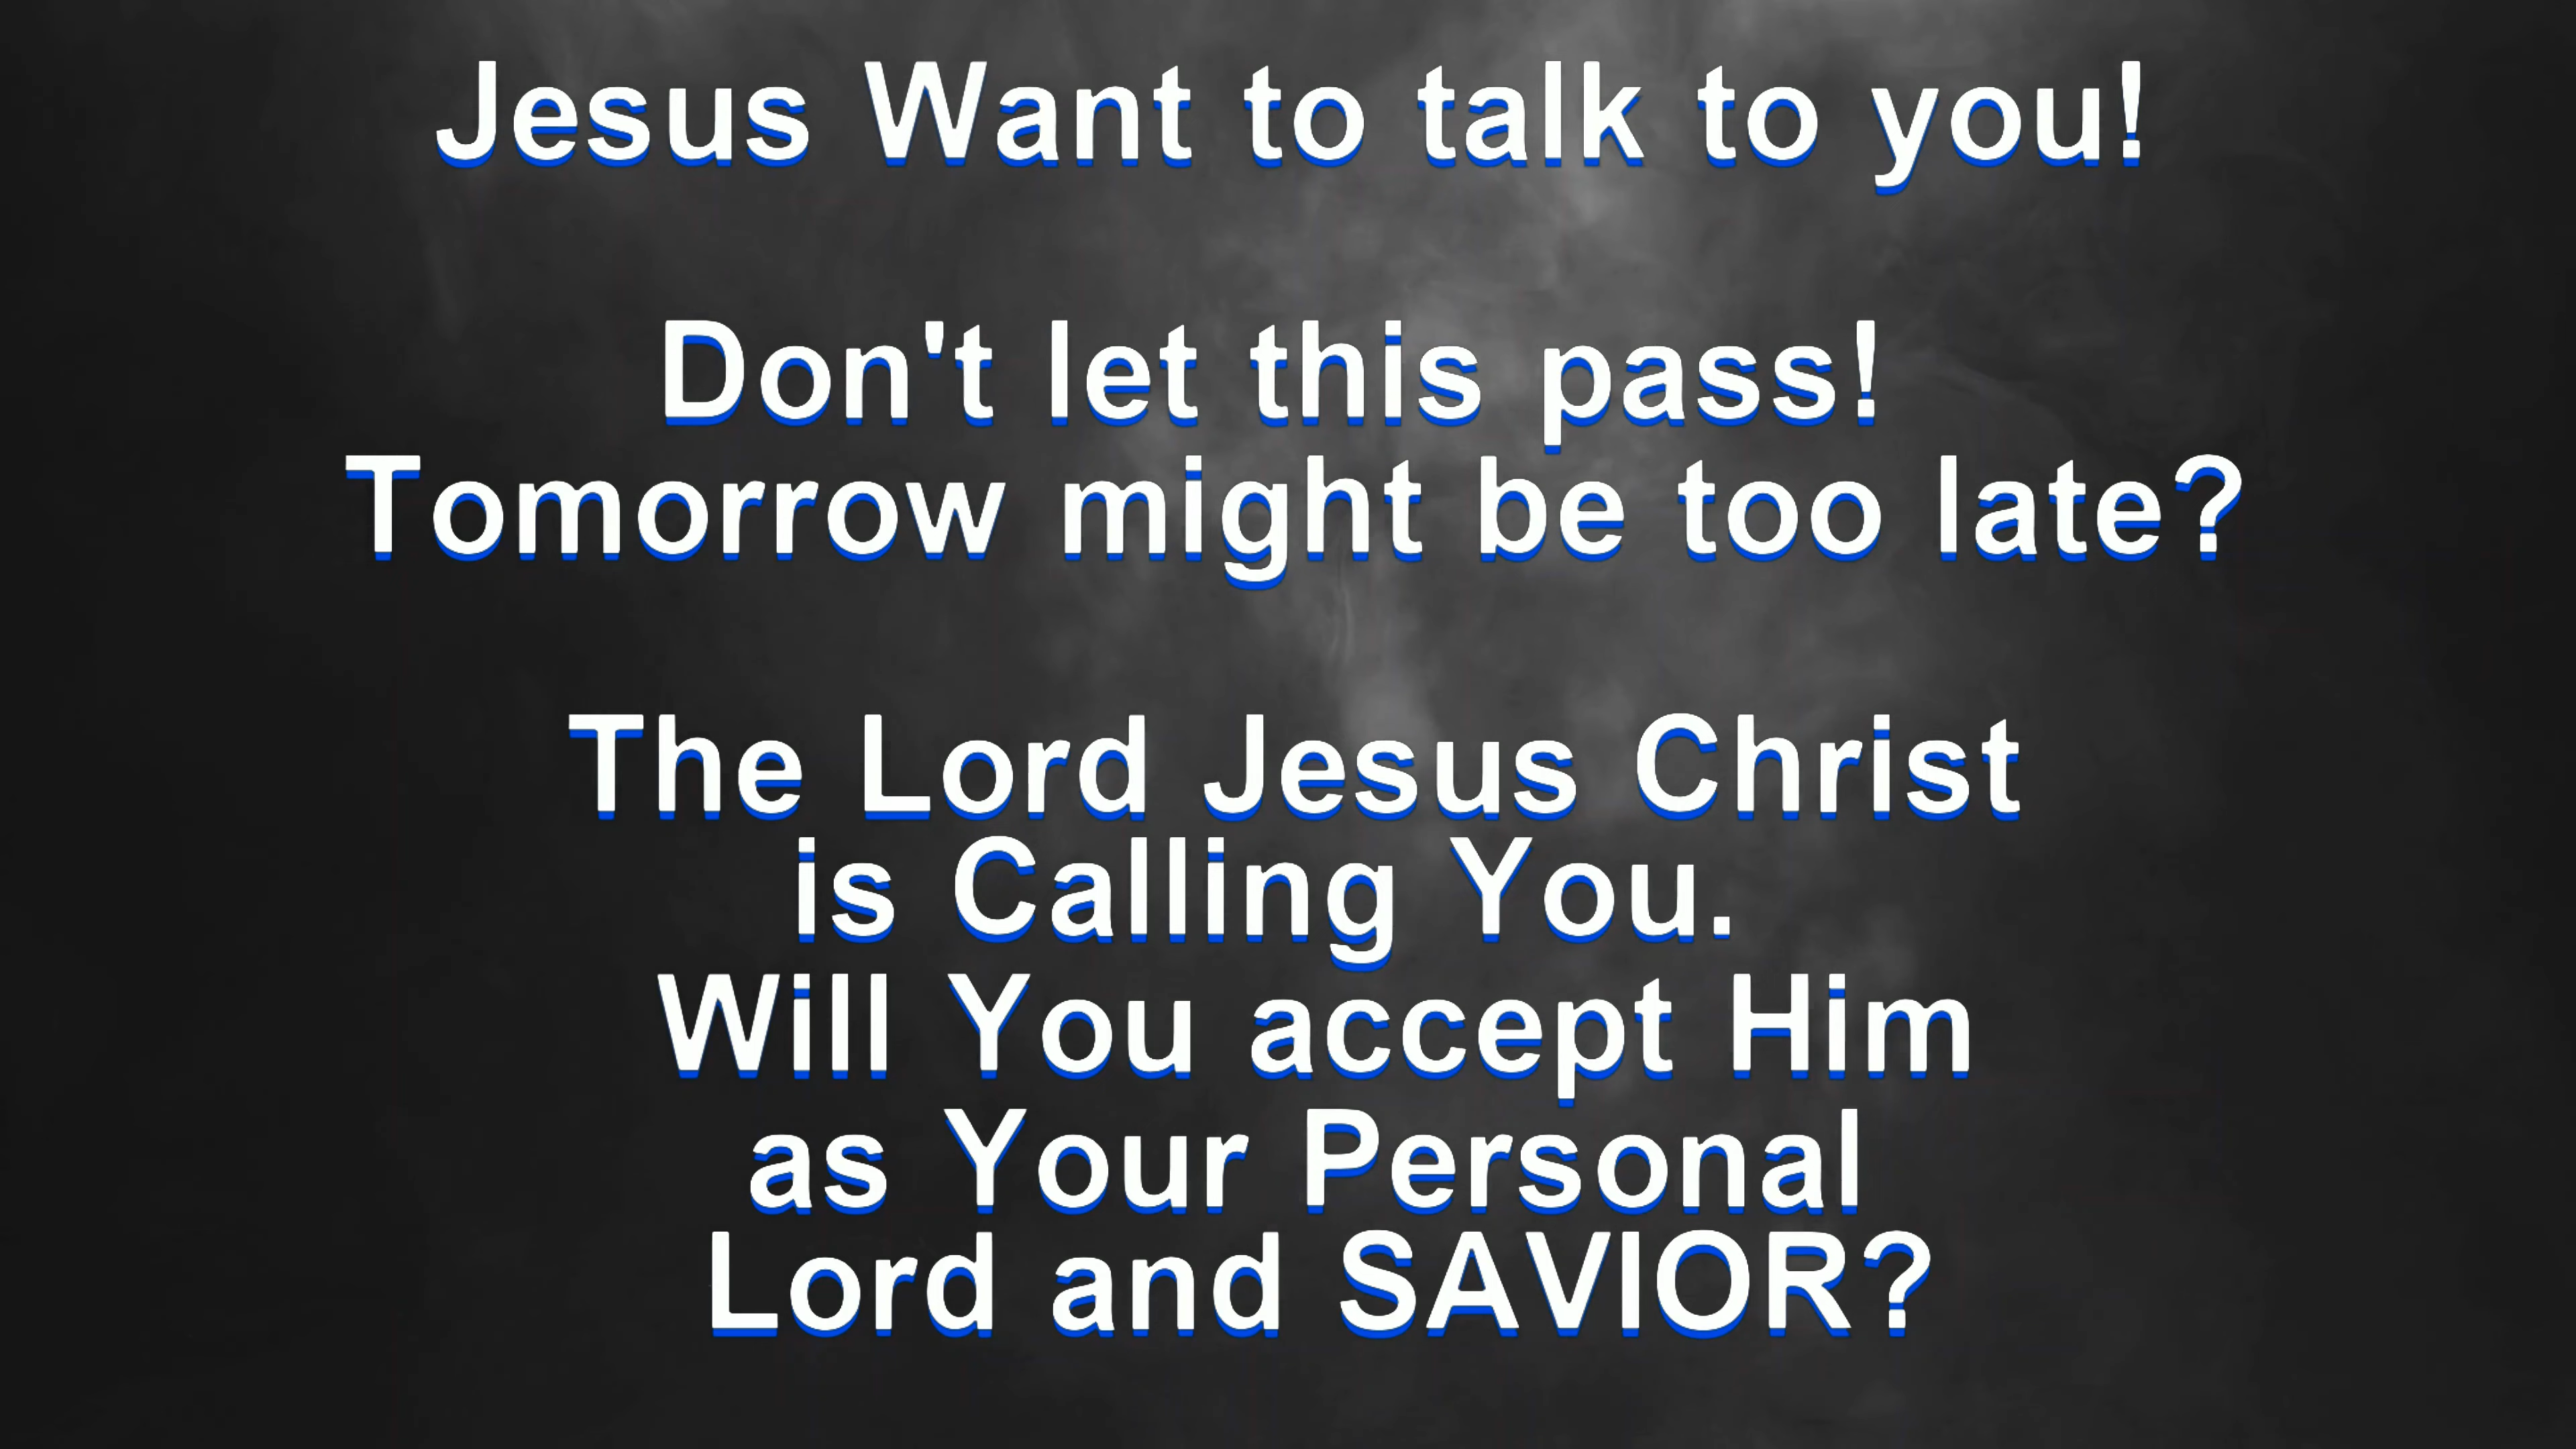 Jesus Want to talk to you!
Don't let this pass!
Tomorrow might be too late?
The Lord Jesus Christ
is Calling You.
Will You accept Him
as Your Personal
Lord and SAVIOR?